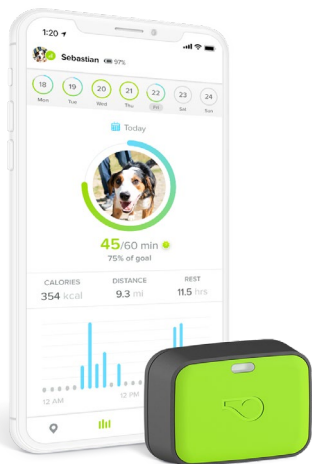 1:20
Sebastian 97%
18 19 20 21 22 23 24
Mon Tue Wed Thu Fri Sat Sun
Today
45/60 min
75% of goal
CALORIES DISTANCE REST
354 kcal 9.3 mi 11.5 hrs
12 AM 12 PM